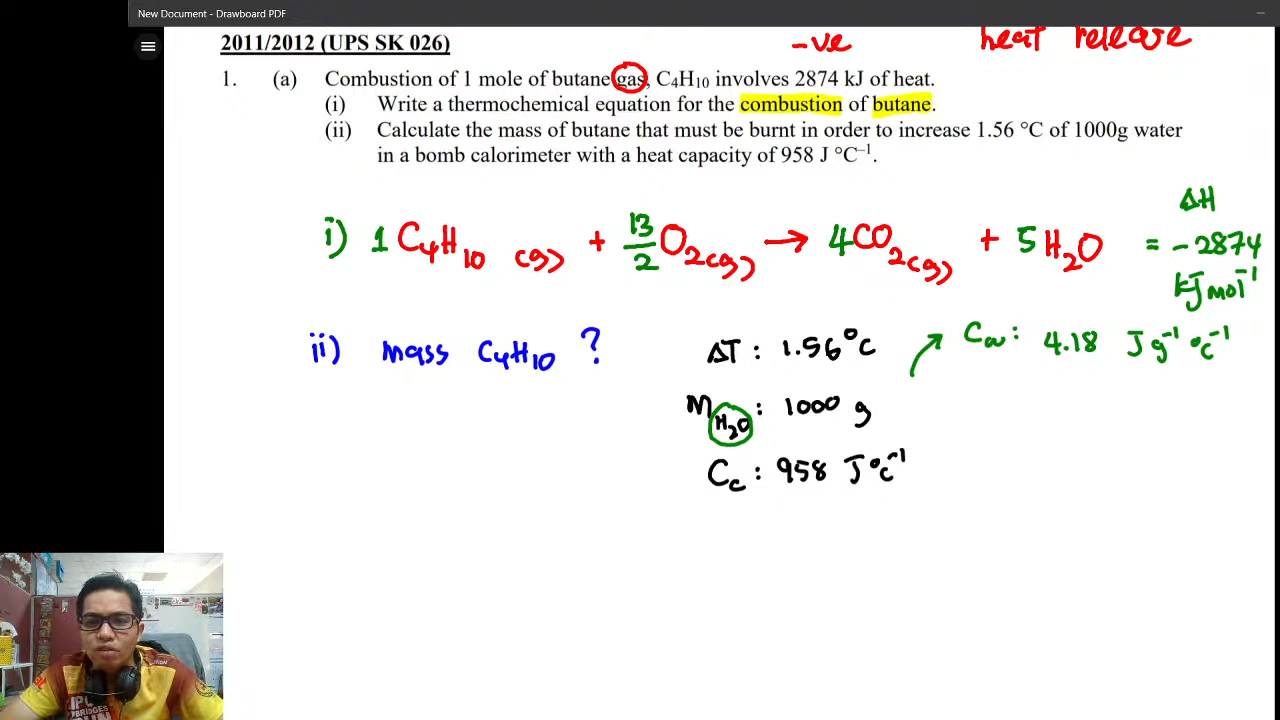 New Document - Drawboard PDF
-ve heat release
2011/2012 (UPS SK 026)
1. (a) Combustion of 1 mole of butane gas, C₄H₁₀ involves 2874 kJ of heat.
(i) Write a thermochemical equation for the combustion of butane.
(ii) Calculate the mass of butane that must be burnt in order to increase 1.56 °C of 1000g water
in a bomb calorimeter with a heat capacity of 958 J °C⁻¹.
ΔH
i) 1 C₄H₁₀ (g) + 13/2 O₂(g) → 4CO₂(g) + 5H₂O = -2874
kJ mol⁻¹
ii) mass C₄H₁₀ ? ΔT : 1.56°C Cw : 4.18 J g⁻¹ °C⁻¹
M H₂O : 1000 g
Cc : 958 J °C⁻¹